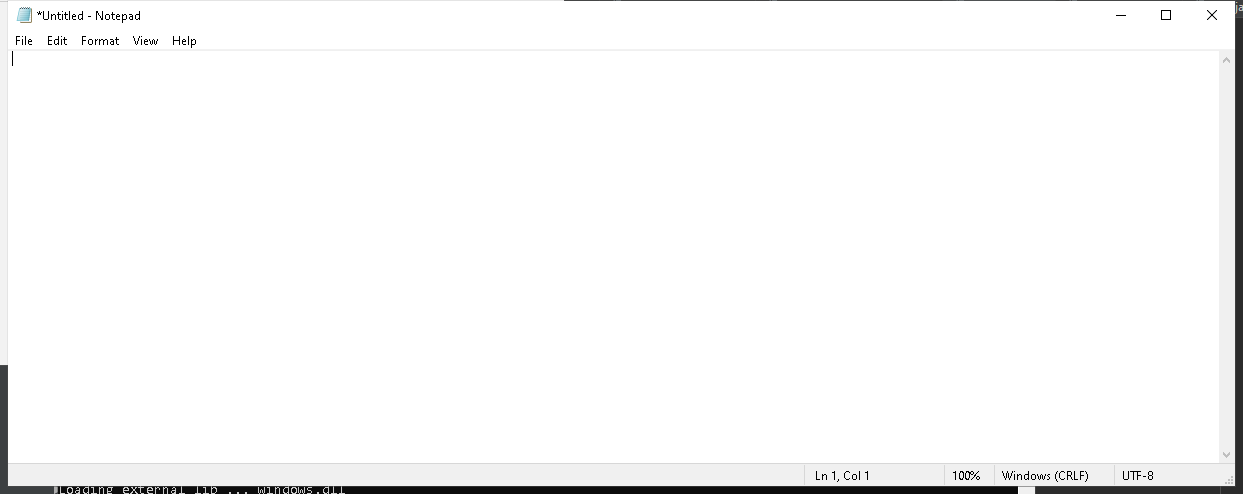 *Untitled - Notepad
File Edit Format View Help
Ln 1, Col 1 100% Windows (CRLF) UTF-8
Loading external lib ... windows.dll